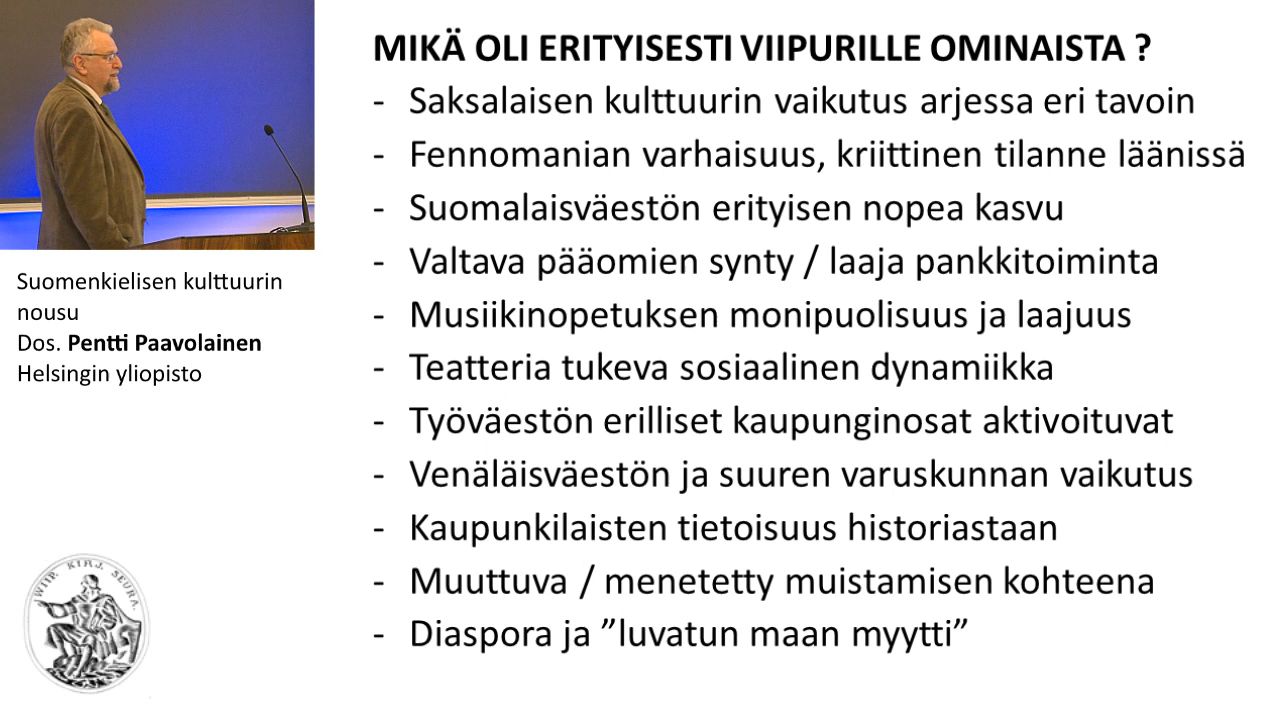 MIKÄ OLI ERITYISESTI VIIPURILLE OMINAISTA ?
- Saksalaisen kulttuurin vaikutus arjessa eri tavoin
- Fennomanian varhaisuus, kriittinen tilanne läänissä
- Suomalaisväestön erityisen nopea kasvu
- Valtava pääomien synty / laaja pankkitoiminta
- Musiikinopetuksen monipuolisuus ja laajuus
- Teatteria tukeva sosiaalinen dynamiikka
- Työväestön erilliset kaupunginosat aktivoituvat
- Venäläisväestön ja suuren varuskunnan vaikutus
- Kaupunkilaisten tietoisuus historiastaan
- Muuttuva / menetetty muistamisen kohteena
- Diaspora ja ”luvatun maan myytti”
Suomenkielisen kulttuurin
nousu
Dos. Pentti Paavolainen
Helsingin yliopisto
WIIP. KIRJ. SEURA.